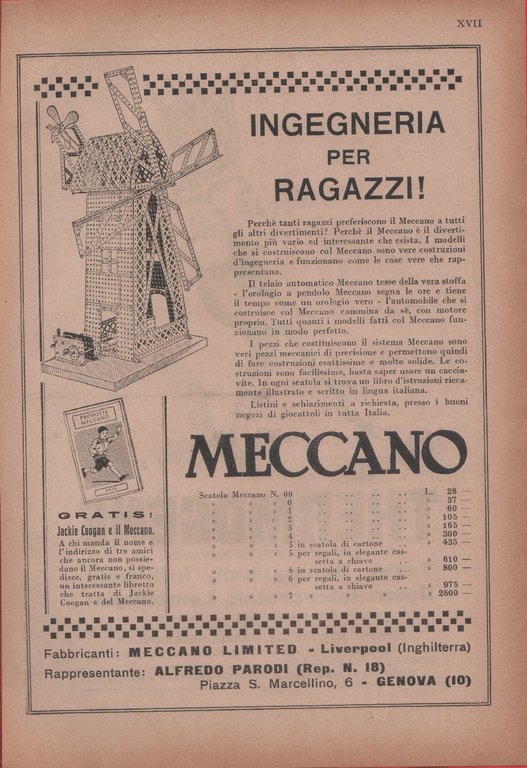 XVII
INGEGNERIA
PER
RAGAZZI!
Perchè tanti ragazzi preferiscono il Meccano a tutti
gli altri divertimenti? Perchè il Meccano è il diverti-
mento più vario ed interessante che esista. I modelli
che si costruiscono col Meccano sono vere costruzioni
d'ingegneria e funzionano come le cose vere che rap-
presentano.
Il telaio automatico Meccano tesse della vera stoffa
- l'orologio a pendolo Meccano segna le ore e tiene
il tempo come un orologio vero - l'automobile che si
costruisce col Meccano cammina da sè, con motore
proprio. Tutti quanti i modelli fatti col Meccano fun-
zionano in modo perfetto.
I pezzi che costituiscono il sistema Meccano sono
veri pezzi meccanici di precisione e permettono quindi
di fare costruzioni esattissime e molto solide. Le co-
struzioni sono facilissime, basta saper usare un caccia-
vite. In ogni scatola si trova un libro d'istruzioni ricca-
mente illustrato e scritto in lingua italiana.
Listini e schiarimenti a richiesta, presso i buoni
negozi di giocattoli in tutta Italia.
PRODOTTI
MECCANO
GRATIS!
Jackie Coogan e il Meccano.
A chi manda il nome e
l'indirizzo di tre amici
che ancora non possie-
dano il Meccano, si spe-
disce, gratis e franco,
un interessante libretto
che tratta di Jackie
Coogan e del Meccano.
MECCANO
Scatola Meccano N. 00 .. .. .. .. L. 28 —
» » » 0 .. .. .. .. » 37 —
» » » 1 .. .. .. .. » 60 —
» » » 2 .. .. .. .. » 105 —
» » » 3 .. .. .. .. » 165 —
» » » 4 .. .. .. .. » 300 —
» » » 5 in scatola di cartone .. » 435 —
» » » 5 per regali, in elegante cas-
setta a chiave .. » 610 —
» » » 6 in scatola di cartone .. » 800 —
» » » 6 per regali, in elegante cas-
setta a chiave .. » 975 —
» » » 7 » » » » 2500 —
Fabbricanti: MECCANO LIMITED - Liverpool (Inghilterra)
Rappresentante: ALFREDO PARODI (Rep. N. 18)
Piazza S. Marcellino, 6 - GENOVA (10)